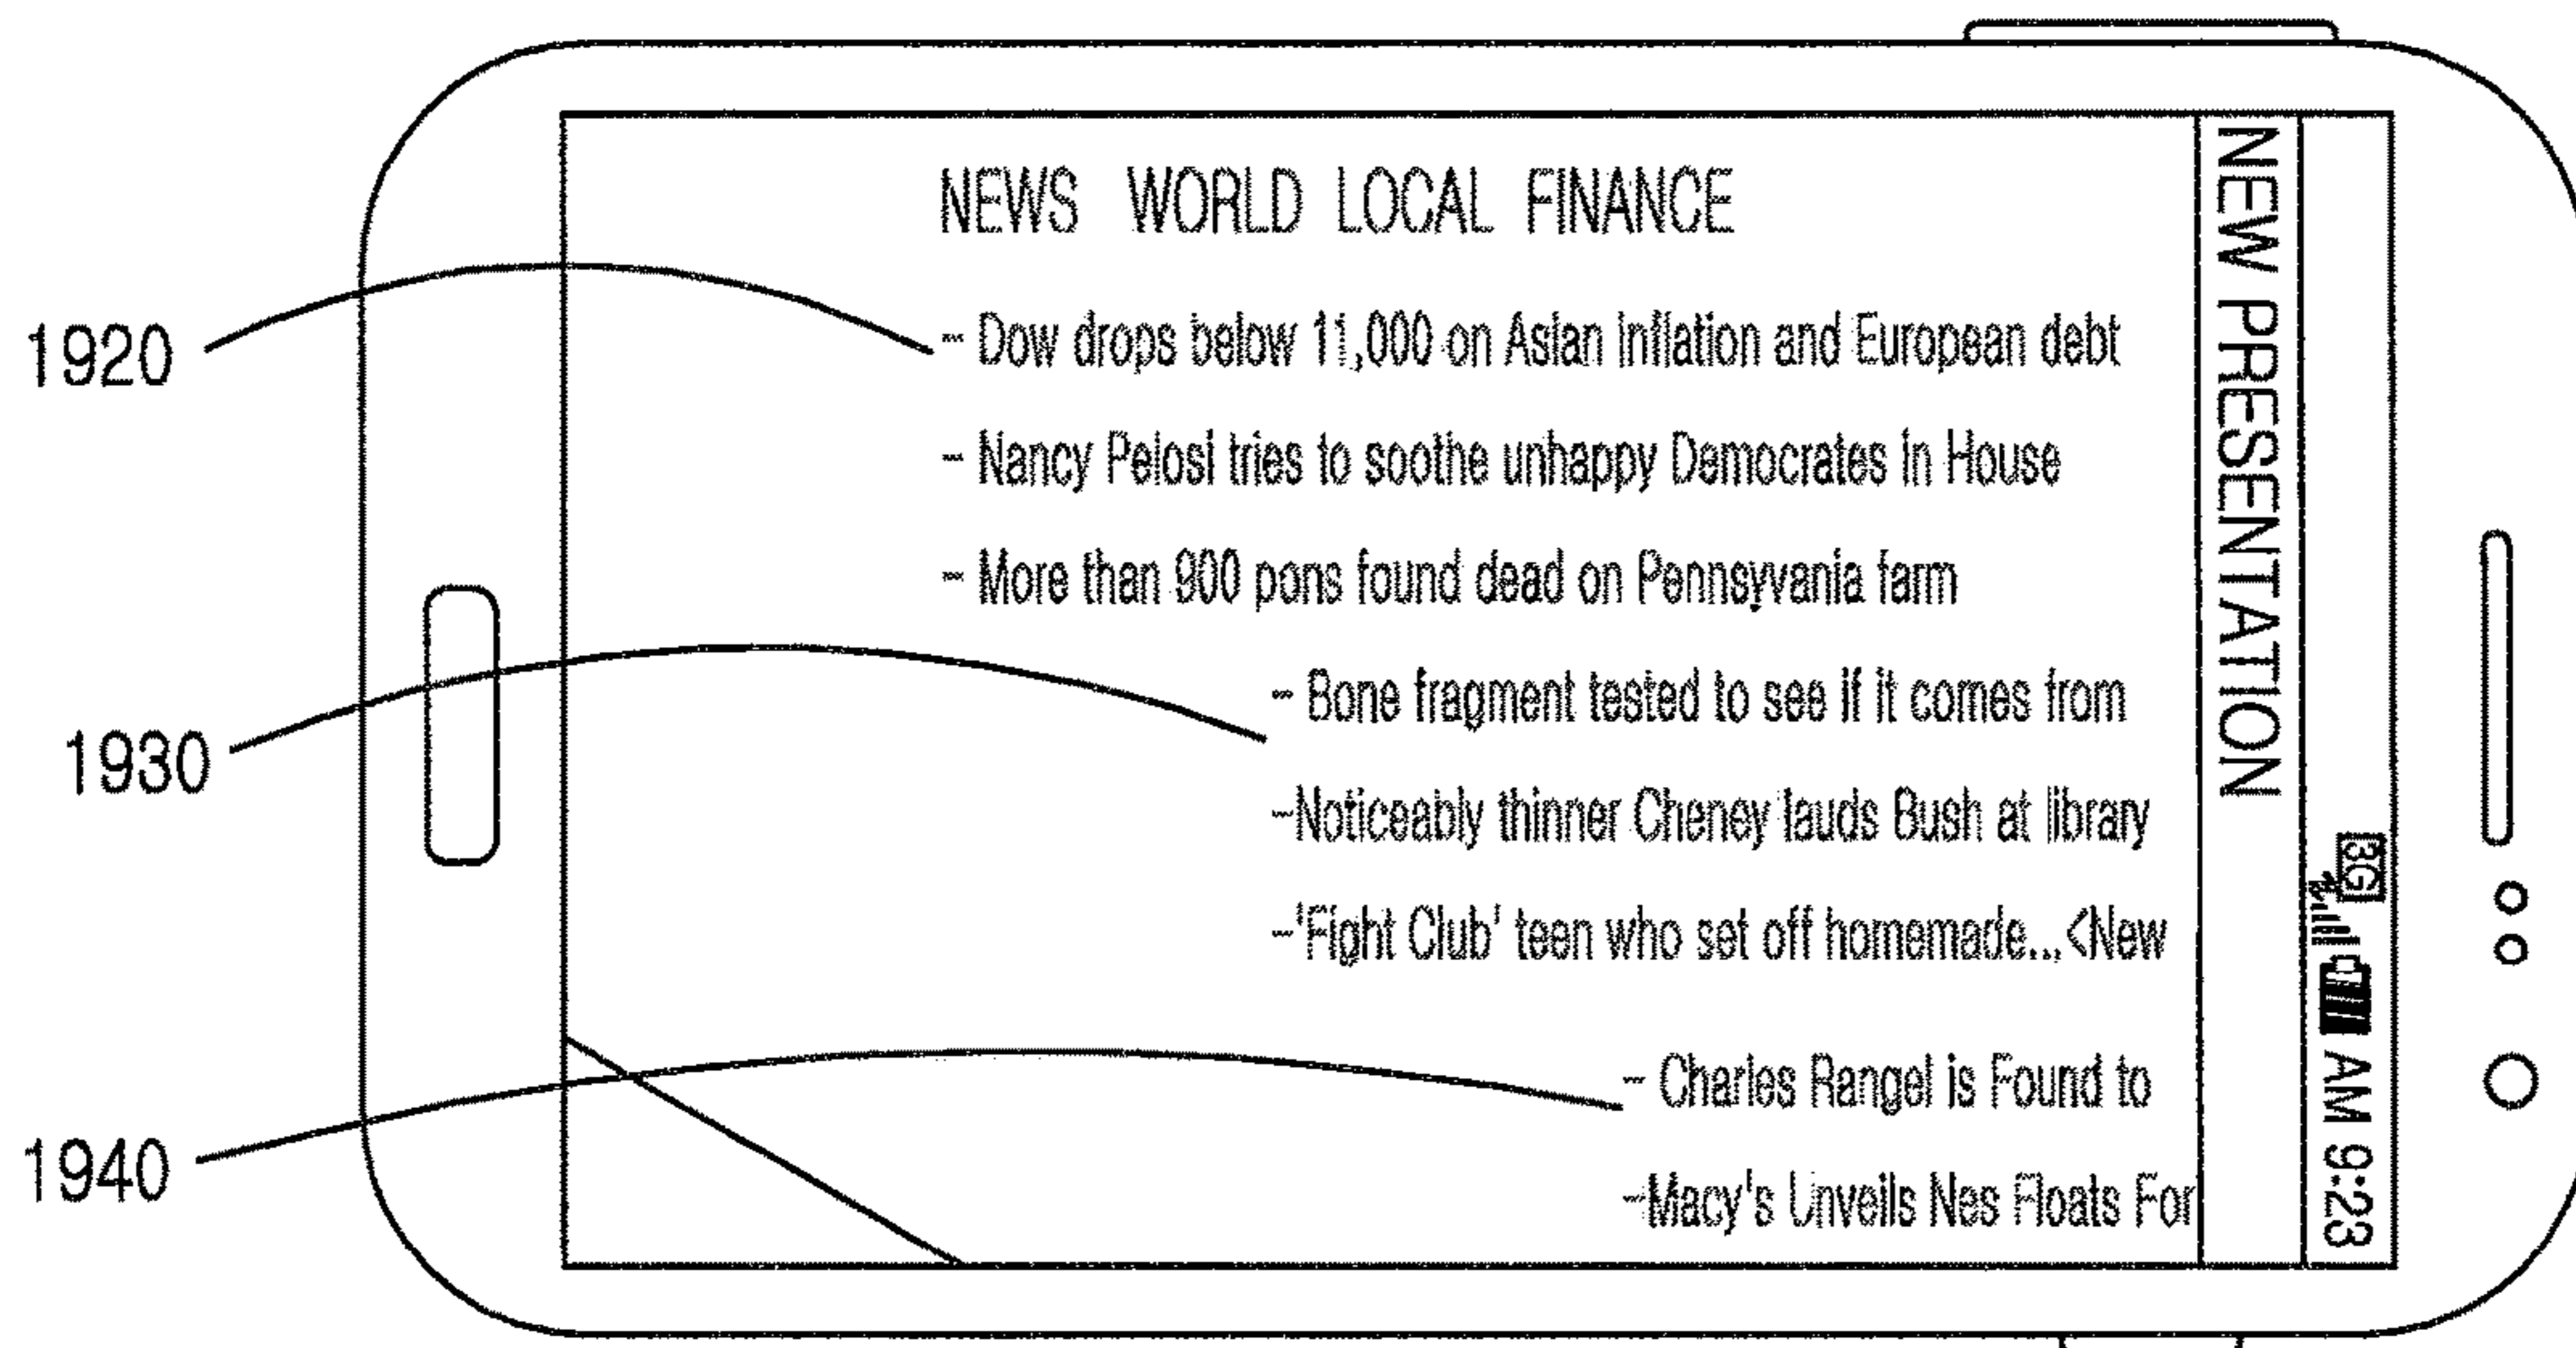 NEWS WORLD LOCAL FINANCE
1920
- Dow drops below 11,000 on Asian inflation and European debt
- Nancy Pelosi tries to soothe unhappy Democrates in House
- More than 900 pons found dead on Pennsyvania farm
1930
- Bone fragment tested to see if it comes from
-Noticeably thinner Cheney lauds Bush at library
-'Fight Club' teen who set off homemade...<New
1940
- Charles Rangel is Found to
-Macy's Unveils Nes Floats For
NEW PRESENTATION
3G AM 9:23